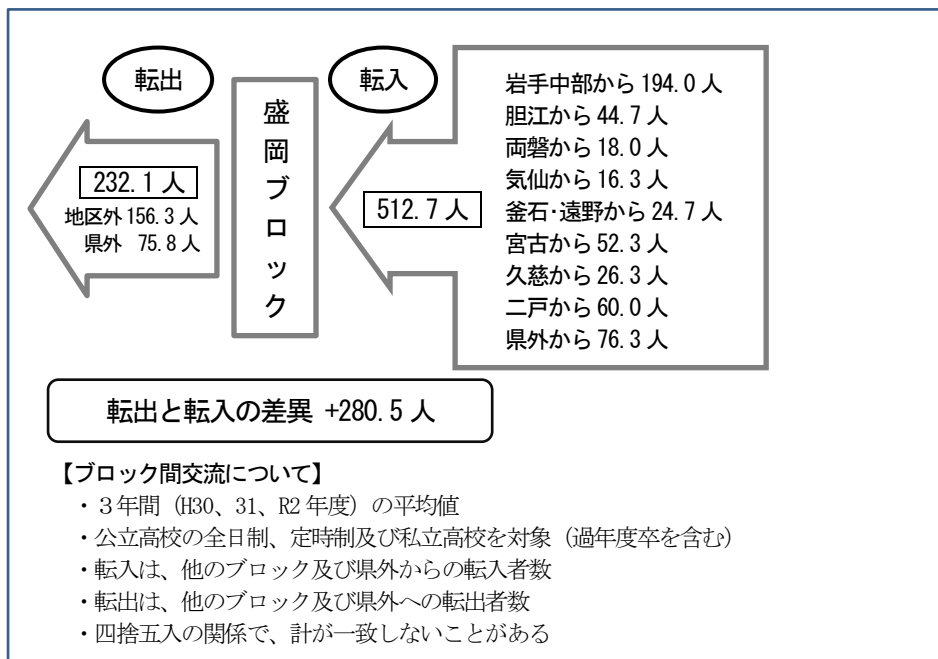 転出
232.1 人
地区外 156.3 人
県外 75.8 人
盛岡ブロック
転入
512.7 人
岩手中部から 194.0 人
胆江から 44.7 人
両磐から 18.0 人
気仙から 16.3 人
釜石・遠野から 24.7 人
宮古から 52.3 人
久慈から 26.3 人
二戸から 60.0 人
県外から 76.3 人
転出と転入の差異 +280.5 人
【ブロック間交流について】
・3年間（H30、31、R2 年度）の平均値
・公立高校の全日制、定時制及び私立高校を対象（過年度卒を含む）
・転入は、他のブロック及び県外からの転入者数
・転出は、他のブロック及び県外への転出者数
・四捨五入の関係で、計が一致しないことがある